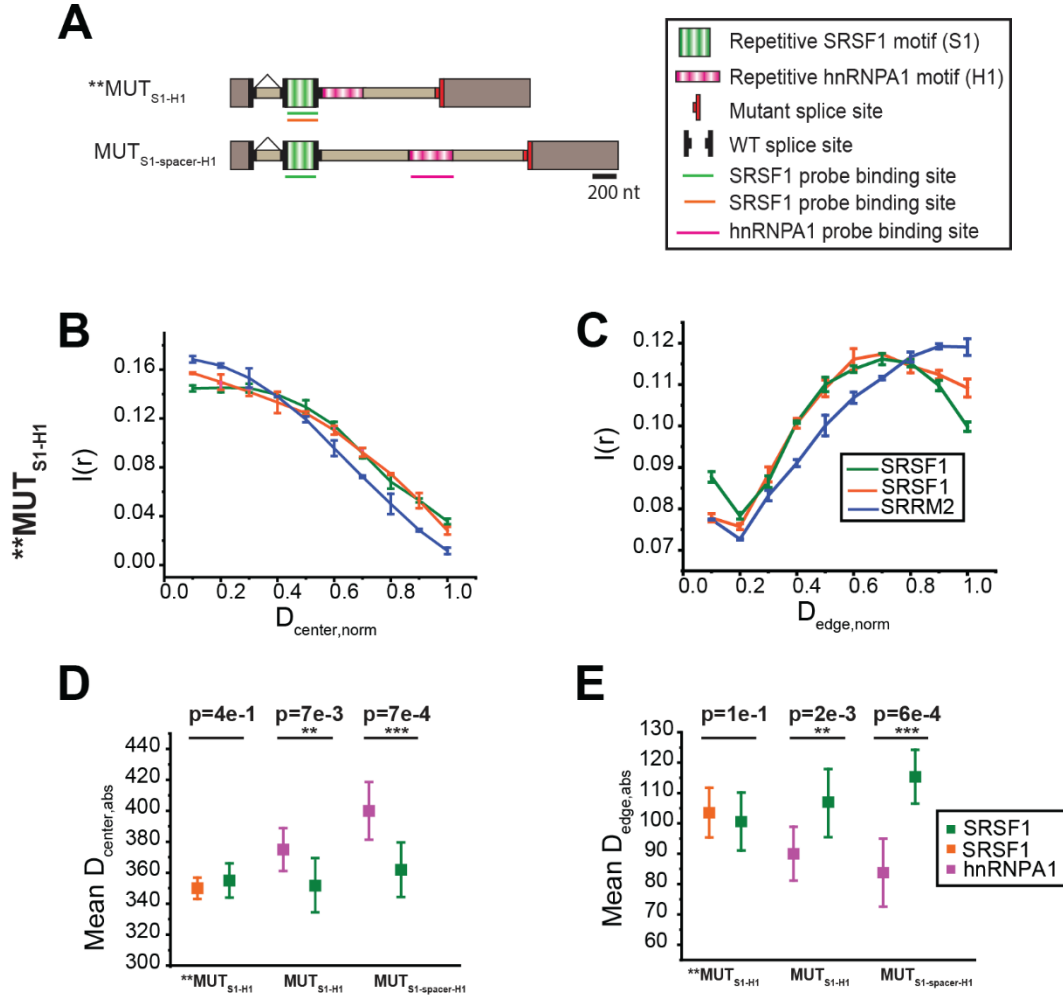 A
**MUT S1-H1
MUT S1-spacer-H1
200 nt
Repetitive SRSF1 motif (S1)
Repetitive hnRNPA1 motif (H1)
Mutant splice site
WT splice site
SRSF1 probe binding site
SRSF1 probe binding site
hnRNPA1 probe binding site
**MUT S1-H1
B
I(r)
0.16
0.12
0.08
0.04
0.00
0.0 0.2 0.4 0.6 0.8 1.0
D center,norm
C
I(r)
0.12
0.11
0.10
0.09
0.08
0.07
0.0 0.2 0.4 0.6 0.8 1.0
D edge,norm
SRSF1
SRSF1
SRRM2
D
p=4e-1 p=7e-3 p=7e-4
** ***
Mean D center,abs
440
420
400
380
360
340
320
300
**MUT S1-H1 MUT S1-H1 MUT S1-spacer-H1
E
p=1e-1 p=2e-3 p=6e-4
** ***
Mean D edge,abs
130
120
110
100
90
80
70
60
**MUT S1-H1 MUT S1-H1 MUT S1-spacer-H1
SRSF1
SRSF1
hnRNPA1